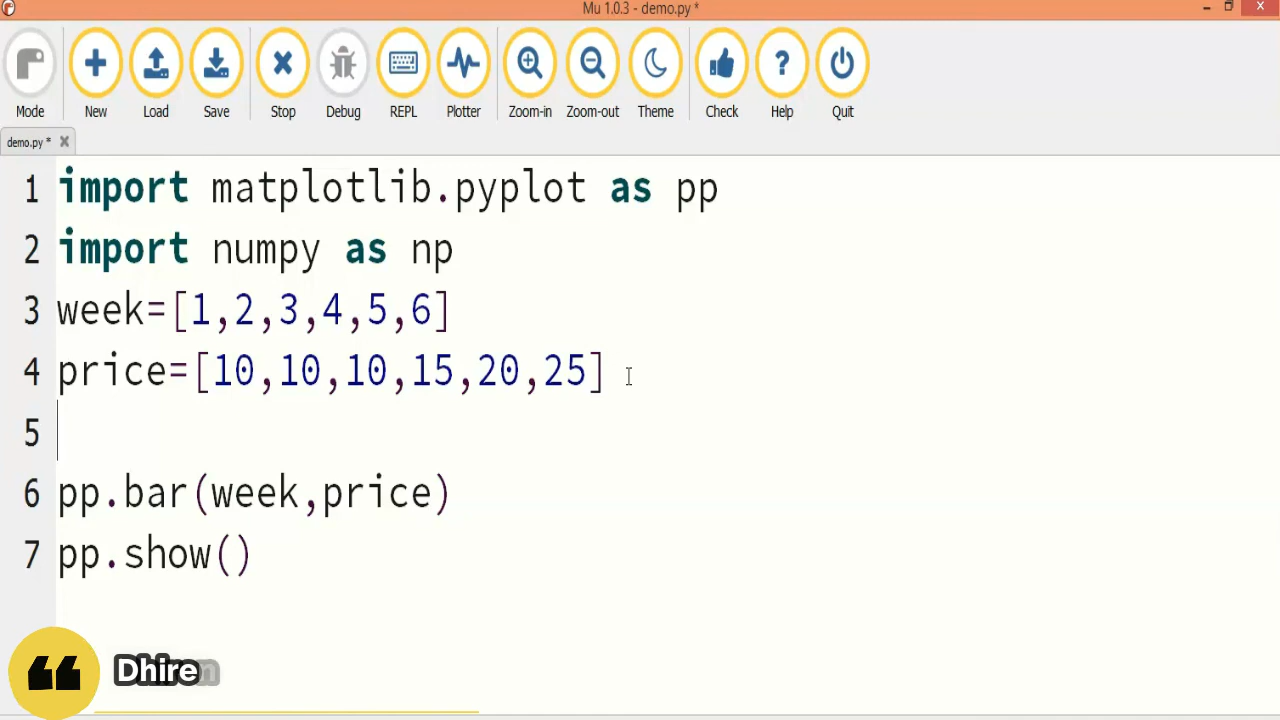 Mu 1.0.3 - demo.py *
Mode New Load Save Stop Debug REPL Plotter Zoom-in Zoom-out Theme Check Help Quit
demo.py *
1 import matplotlib.pyplot as pp
2 import numpy as np
3 week=[1,2,3,4,5,6]
4 price=[10,10,10,15,20,25]
5
6 pp.bar(week,price)
7 pp.show()
Dhiren